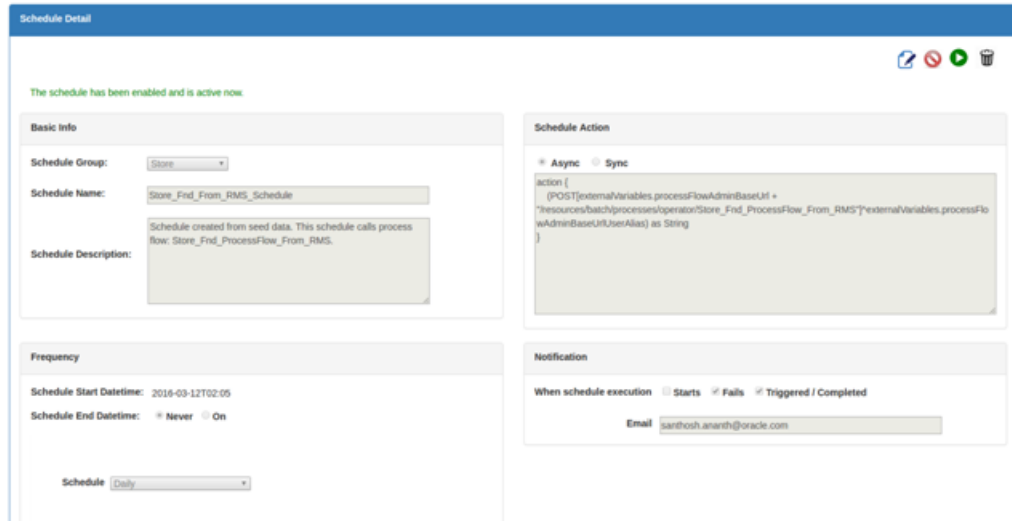 Schedule Detail
The schedule has been enabled and is active now.
Basic Info
Schedule Group: Store
Schedule Name: Store_Fnd_From_RMS_Schedule
Schedule Description: Schedule created from seed data. This schedule calls process
flow: Store_Fnd_ProcessFlow_From_RMS.
Schedule Action
Async Sync
action {
(POST[externalVariables.processFlowAdminBaseUrl +
"/resources/batch/processes/operator/Store_Fnd_ProcessFlow_From_RMS"]^externalVariables.processFlo
wAdminBaseUrlUserAlias) as String
}
Frequency
Schedule Start Datetime: 2016-03-12T02:05
Schedule End Datetime: Never On
Schedule Daily
Notification
When schedule execution Starts Fails Triggered / Completed
Email santhosh.ananth@oracle.com